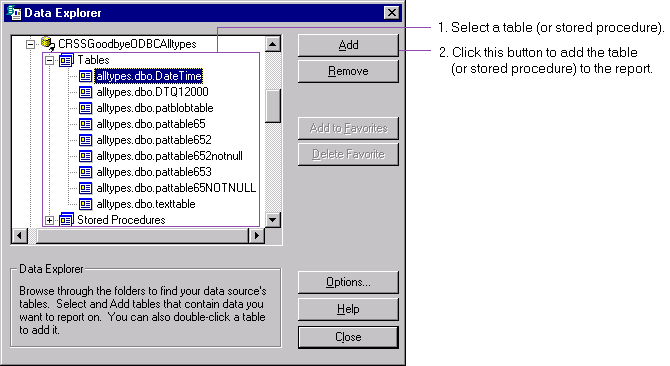 Data Explorer
CRSSGoodbyeODBCAlltypes
Tables
alltypes.dbo.DateTime
alltypes.dbo.DTQ12000
alltypes.dbo.patblobtable
alltypes.dbo.pattable65
alltypes.dbo.pattable652
alltypes.dbo.pattable652notnull
alltypes.dbo.pattable653
alltypes.dbo.pattable65NOTNULL
alltypes.dbo.texttable
Stored Procedures
Add
Remove
Add to Favorites
Delete Favorite
Data Explorer
Browse through the folders to find your data source's
tables. Select and Add tables that contain data you
want to report on. You can also double-click a table
to add it.
Options...
Help
Close
1. Select a table (or stored procedure).
2. Click this button to add the table
(or stored procedure) to the report.